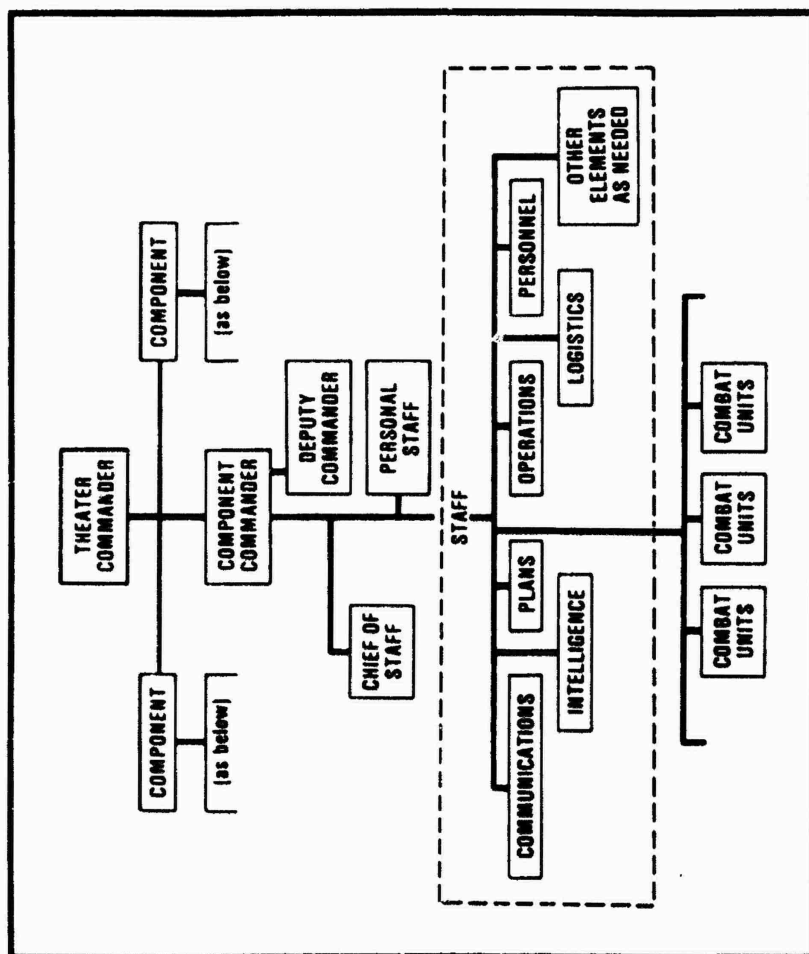 THEATER
COMMANDER
COMPONENT
(as below)
COMPONENT
(as below)
COMPONENT
COMMANDER
DEPUTY
COMMANDER
CHIEF OF
STAFF
PERSONAL
STAFF
STAFF
COMMUNICATIONS
PLANS
OPERATIONS
PERSONNEL
INTELLIGENCE
LOGISTICS
OTHER
ELEMENTS
AS NEEDED
COMBAT
UNITS
COMBAT
UNITS
COMBAT
UNITS